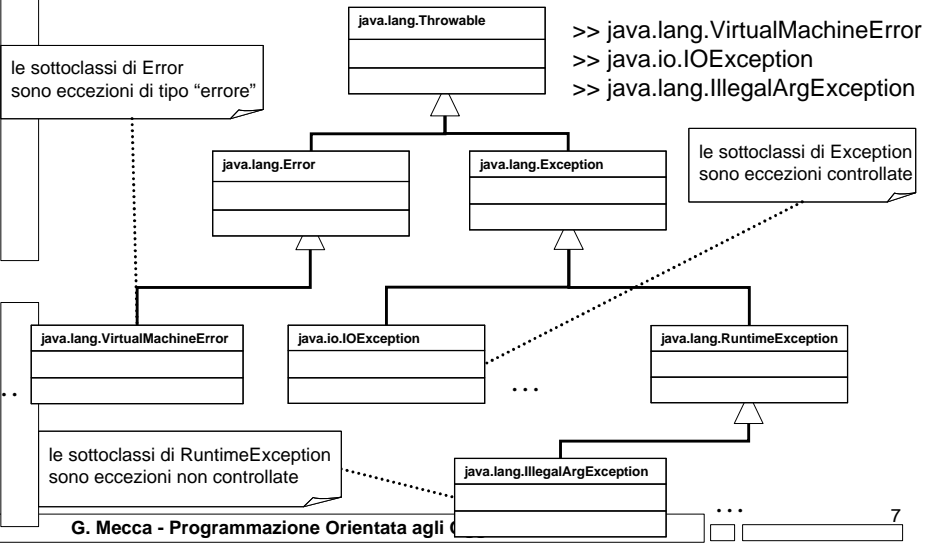 java.lang.Throwable
>> java.lang.VirtualMachineError
>> java.io.IOException
>> java.lang.IllegalArgException
le sottoclassi di Error
sono eccezioni di tipo “errore”
java.lang.Error
java.lang.Exception
le sottoclassi di Exception
sono eccezioni controllate
java.lang.VirtualMachineError
java.io.IOException
java.lang.RuntimeException
...
..
le sottoclassi di RuntimeException
sono eccezioni non controllate
java.lang.IllegalArgException
...
G. Mecca - Programmazione Orientata agli
7